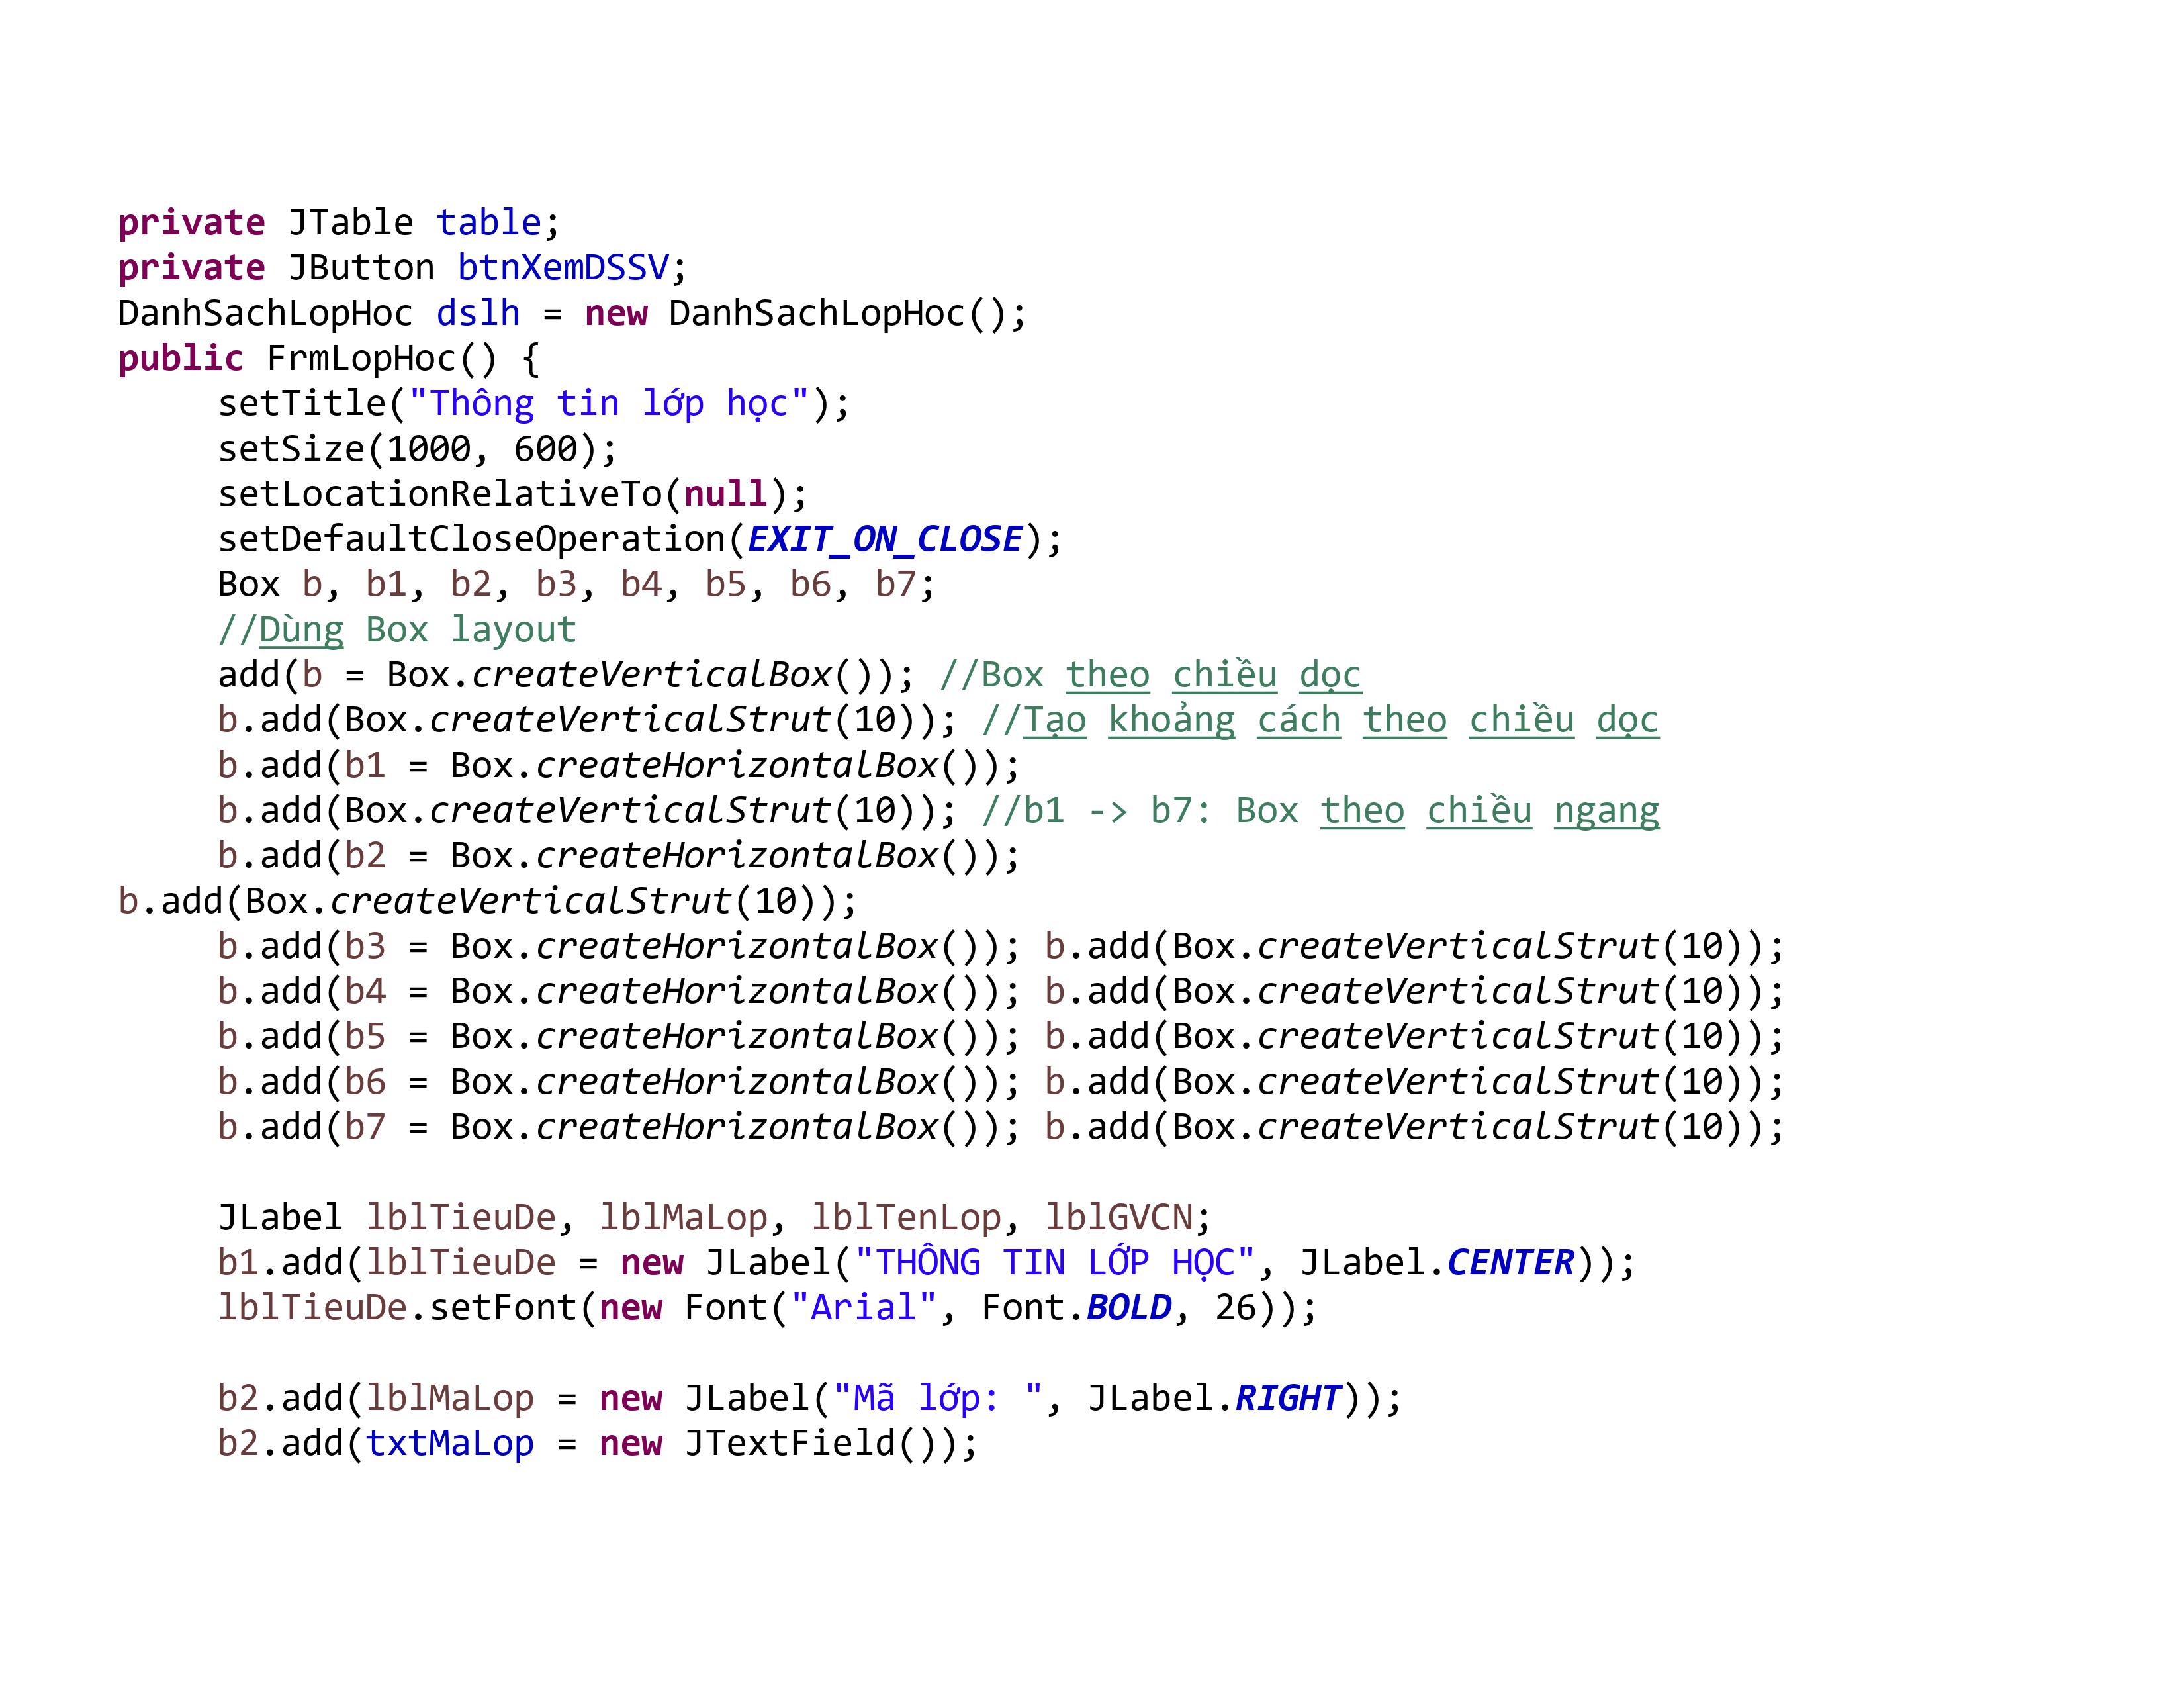 private JTable table;
private JButton btnXemDSSV;
DanhSachLopHoc dslh = new DanhSachLopHoc();
public FrmLopHoc() {
setTitle("Thông tin lớp học");
setSize(1000, 600);
setLocationRelativeTo(null);
setDefaultCloseOperation(EXIT_ON_CLOSE);
Box b, b1, b2, b3, b4, b5, b6, b7;
//Dùng Box layout
add(b = Box.createVerticalBox()); //Box theo chiều dọc
b.add(Box.createVerticalStrut(10)); //Tạo khoảng cách theo chiều dọc
b.add(b1 = Box.createHorizontalBox());
b.add(Box.createVerticalStrut(10)); //b1 -> b7: Box theo chiều ngang
b.add(b2 = Box.createHorizontalBox());
b.add(Box.createVerticalStrut(10));
b.add(b3 = Box.createHorizontalBox()); b.add(Box.createVerticalStrut(10));
b.add(b4 = Box.createHorizontalBox()); b.add(Box.createVerticalStrut(10));
b.add(b5 = Box.createHorizontalBox()); b.add(Box.createVerticalStrut(10));
b.add(b6 = Box.createHorizontalBox()); b.add(Box.createVerticalStrut(10));
b.add(b7 = Box.createHorizontalBox()); b.add(Box.createVerticalStrut(10));
JLabel lblTieuDe, lblMaLop, lblTenLop, lblGVCN;
b1.add(lblTieuDe = new JLabel("THÔNG TIN LỚP HỌC", JLabel.CENTER));
lblTieuDe.setFont(new Font("Arial", Font.BOLD, 26));
b2.add(lblMaLop = new JLabel("Mã lớp: ", JLabel.RIGHT));
b2.add(txtMaLop = new JTextField());